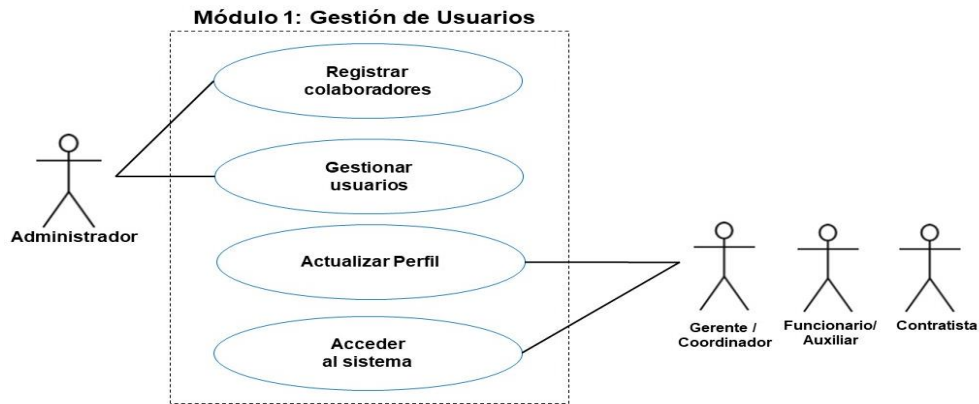 Módulo 1: Gestión de Usuarios
Registrar
colaboradores
Gestionar
usuarios
Administrador
Actualizar Perfil
Acceder
al sistema
Gerente /
Coordinador
Funcionario/
Auxiliar
Contratista